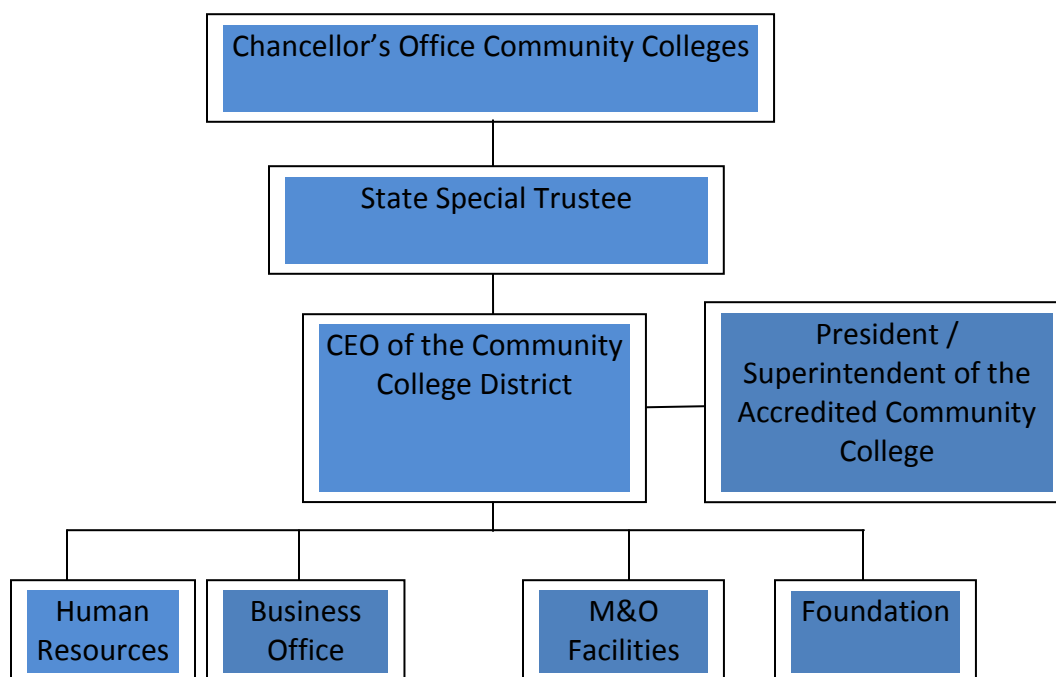 Chancellor’s Office Community Colleges
State Special Trustee
CEO of the Community
College District
President /
Superintendent of the
Accredited Community
College
Human
Resources
Business
Office
M&O
Facilities
Foundation